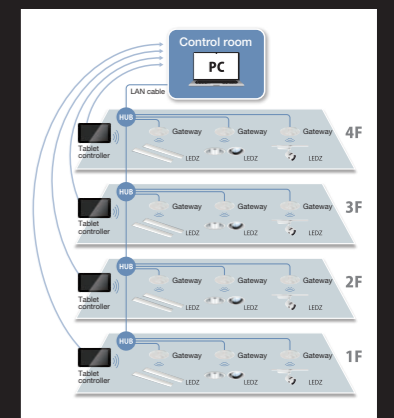 Control room
PC
LAN cable
HUB
Gateway Gateway Gateway 4F
Tablet
controller
LEDZ LEDZ LEDZ
HUB
Gateway Gateway Gateway 3F
Tablet
controller
LEDZ LEDZ LEDZ
HUB
Gateway Gateway Gateway 2F
Tablet
controller
LEDZ LEDZ LEDZ
HUB
Gateway Gateway Gateway 1F
Tablet
controller
LEDZ LEDZ LEDZ